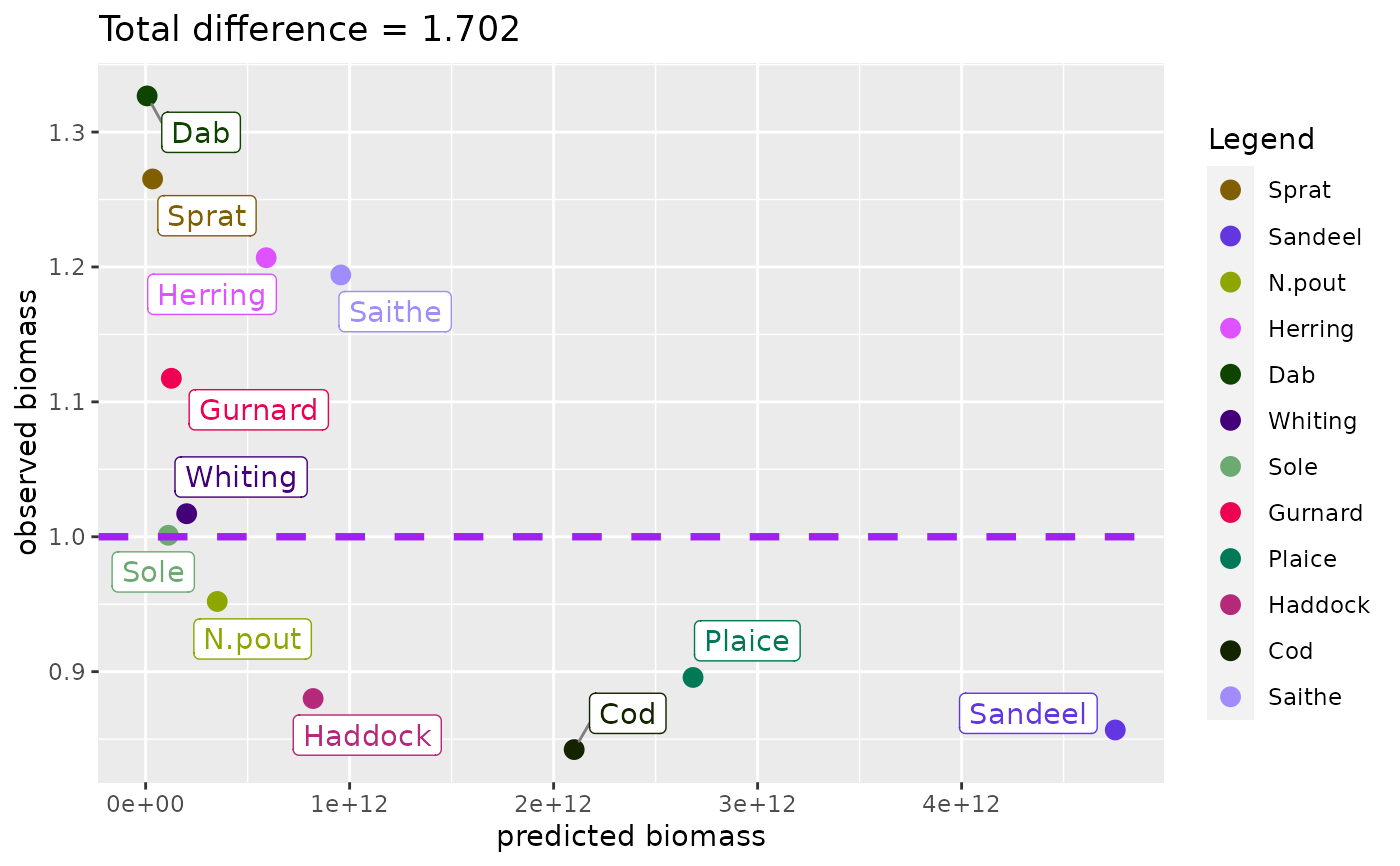 Total difference = 1.702
observed biomass
1.3
1.2
1.1
1.0
0.9
Dab
Sprat
Herring
Saithe
Gurnard
Whiting
Sole
N.pout
Plaice
Cod
Sandeel
Haddock
0e+00 1e+12 2e+12 3e+12 4e+12
predicted biomass
Legend
Sprat
Sandeel
N.pout
Herring
Dab
Whiting
Sole
Gurnard
Plaice
Haddock
Cod
Saithe